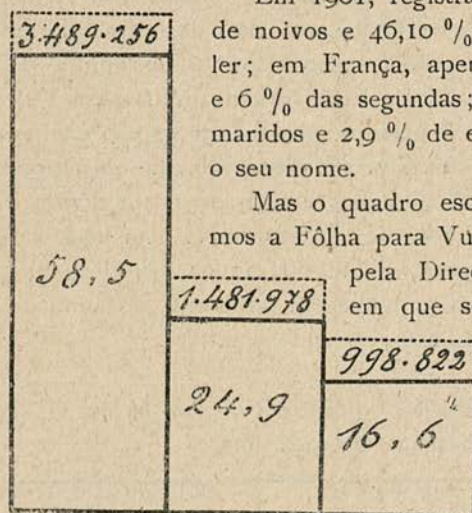 3.489.256
de noivos e 46,10 %
ler; em França, aper
e 6 % das segundas;
maridos e 2,9 % de e
o seu nome.
Mas o quadro esc
mos a Fôlha para Vu
58,5
pela Direc
1.481.978
em que s
998.822
24,9
16,6